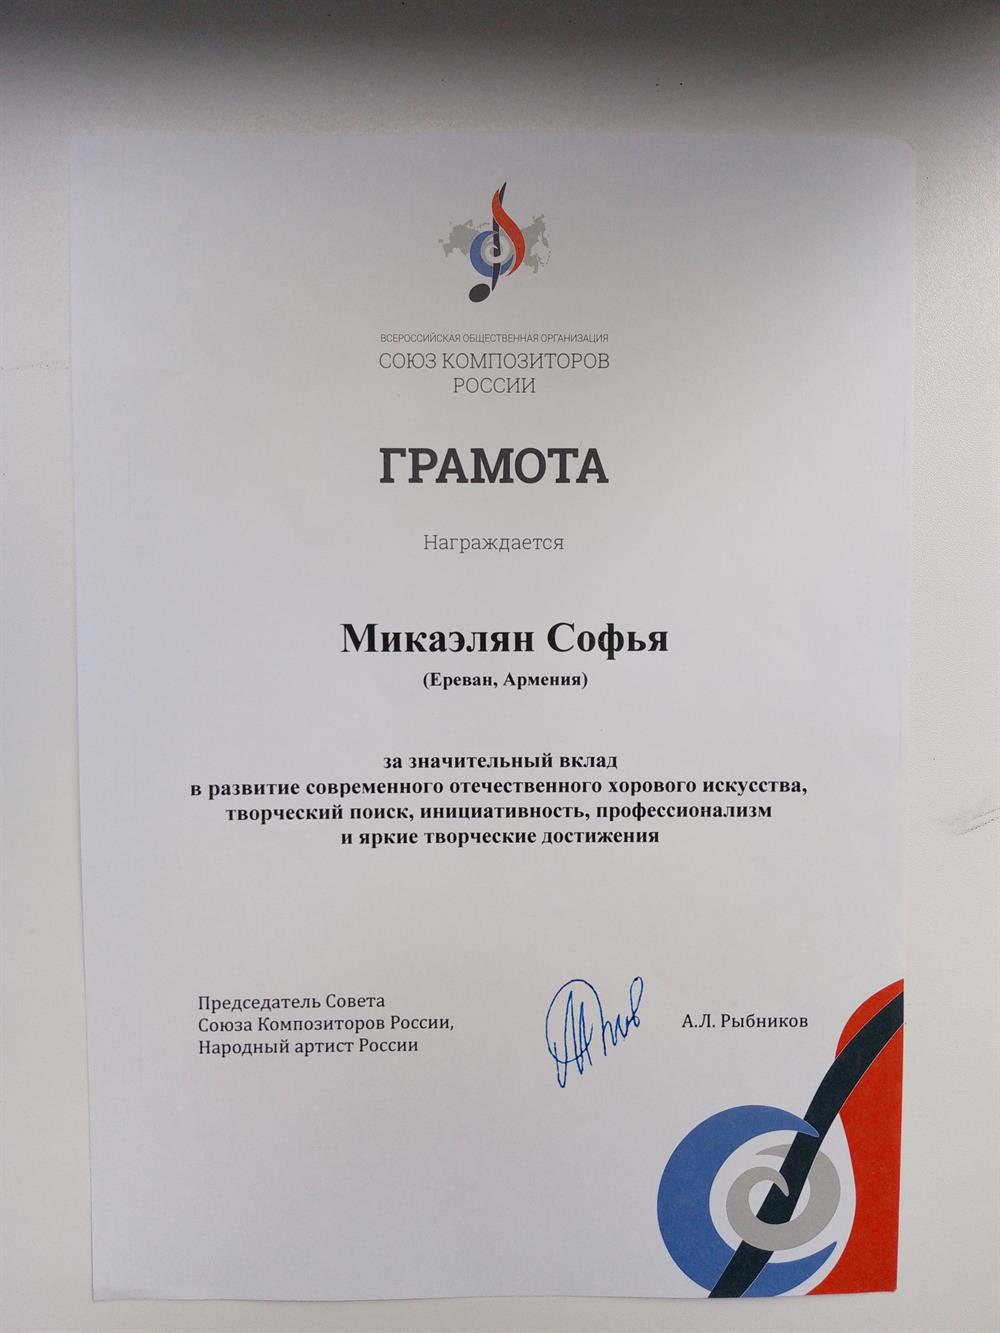 ВСЕРОССИЙСКАЯ ОБЩЕСТВЕННАЯ ОРГАНИЗАЦИЯ
СОЮЗ КОМПОЗИТОРОВ
РОССИИ
ГРАМОТА
Награждается
Микаэлян Софья
(Ереван, Армения)
за значительный вклад
в развитие современного отечественного хорового искусства,
творческий поиск, инициативность, профессионализм
и яркие творческие достижения
Председатель Совета
Союза Композиторов России,
Народный артист России
А.Л. Рыбников